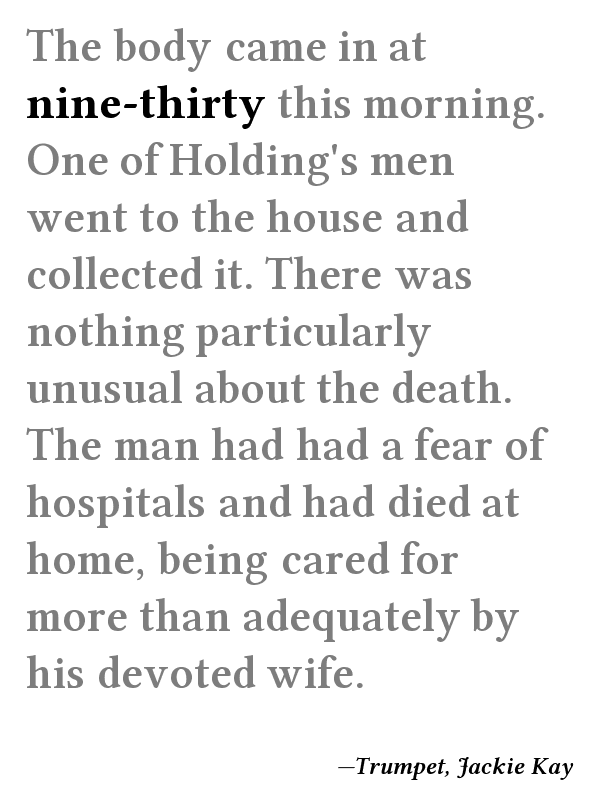 The body came in at
nine-thirty this morning.
One of Holding's men
went to the house and
collected it. There was
nothing particularly
unusual about the death.
The man had had a fear of
hospitals and had died at
home, being cared for
more than adequately by
his devoted wife.
—Trumpet, Jackie Kay